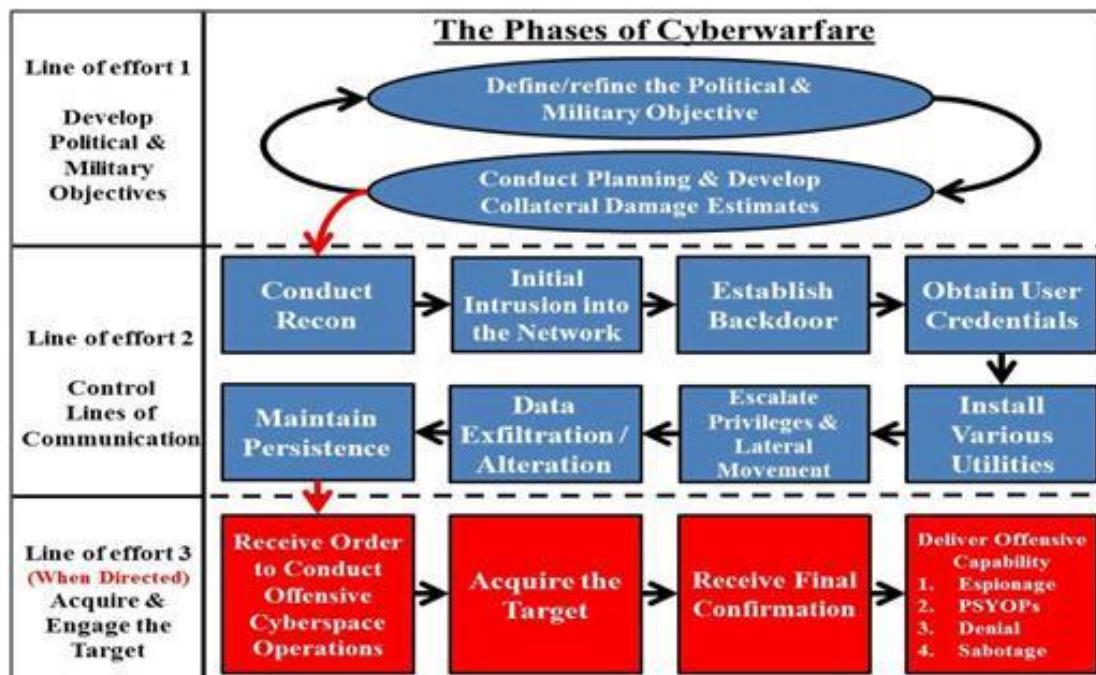 The Phases of Cyberwarfare
Line of effort 1
Develop
Political &
Military
Objectives
Define/refine the Political &
Military Objective
Conduct Planning & Develop
Collateral Damage Estimates
Line of effort 2
Control
Lines of
Communication
Conduct
Recon
Initial
Intrusion into
the Network
Establish
Backdoor
Obtain User
Credentials
Maintain
Persistence
Data
Exfiltration /
Alteration
Escalate
Privileges &
Lateral
Movement
Install
Various
Utilities
Line of effort 3
(When Directed)
Acquire &
Engage the
Target
Receive Order
to Conduct
Offensive
Cyberspace
Operations
Acquire the
Target
Receive Final
Confirmation
Deliver Offensive
Capability
1. Espionage
2. PSYOPs
3. Denial
4. Sabotage